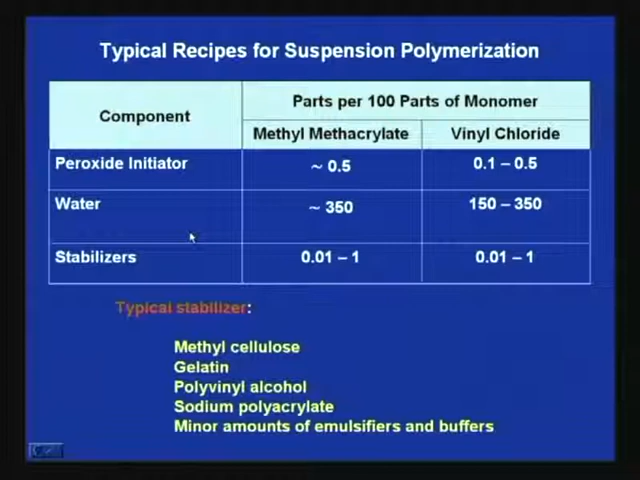 Typical Recipes for Suspension Polymerization
Component
Parts per 100 Parts of Monomer
Methyl Methacrylate Vinyl Chloride
Peroxide Initiator ~ 0.5 0.1 – 0.5
Water ~ 350 150 – 350
Stabilizers 0.01 – 1 0.01 – 1
Typical stabilizer:
Methyl cellulose
Gelatin
Polyvinyl alcohol
Sodium polyacrylate
Minor amounts of emulsifiers and buffers